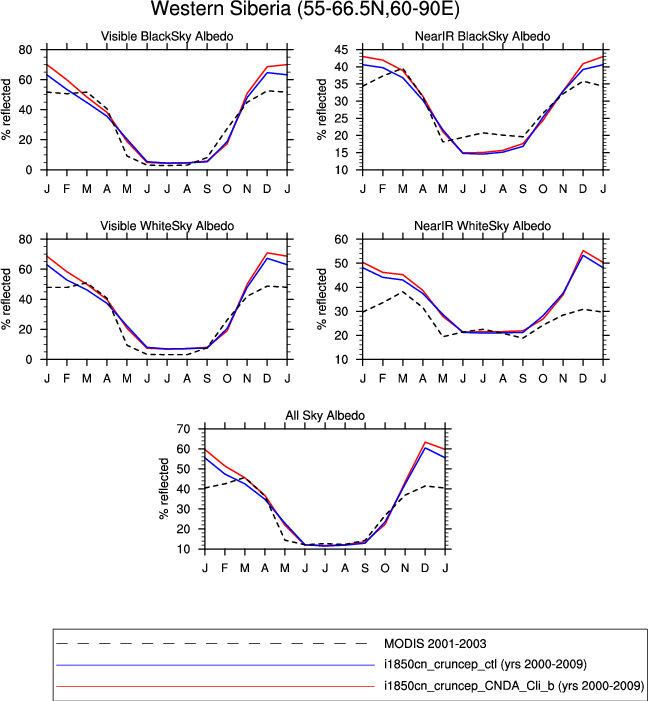 Western Siberia (55-66.5N,60-90E)
Visible BlackSky Albedo
NearIR BlackSky Albedo
% reflected
80
60
40
20
0
J F M A M J J A S O N D J
% reflected
45
40
35
30
25
20
15
10
J F M A M J J A S O N D J
Visible WhiteSky Albedo
NearIR WhiteSky Albedo
% reflected
80
60
40
20
0
J F M A M J J A S O N D J
% reflected
60
50
40
30
20
10
J F M A M J J A S O N D J
All Sky Albedo
% reflected
70
60
50
40
30
20
10
J F M A M J J A S O N D J
MODIS 2001-2003
i1850cn_cruncep_ctl (yrs 2000-2009)
i1850cn_cruncep_CNDA_Cli_b (yrs 2000-2009)